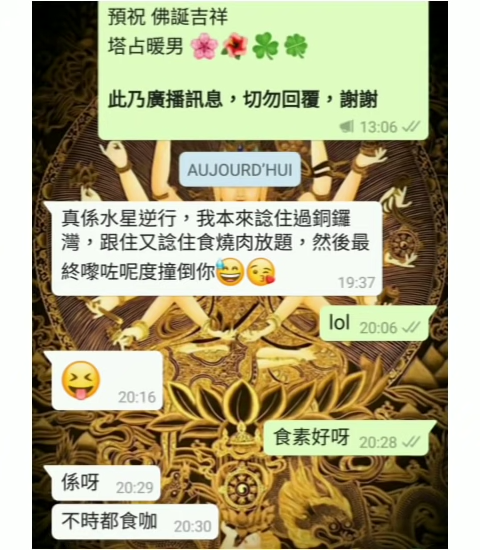 預祝 佛誕吉祥
塔占暖男 🌸🌺☘️🍀
此乃廣播訊息，切勿回覆，謝謝
13:06
AUJOURD'HUI
真係水星逆行，我本來諗住過銅鑼
灣，跟住又諗住食燒肉放題，然後最
終嚟咗呢度撞倒你😅😘
19:37
lol 20:06
😝 20:16
食素好呀 20:28
係呀 20:29
不時都食㗎 20:30